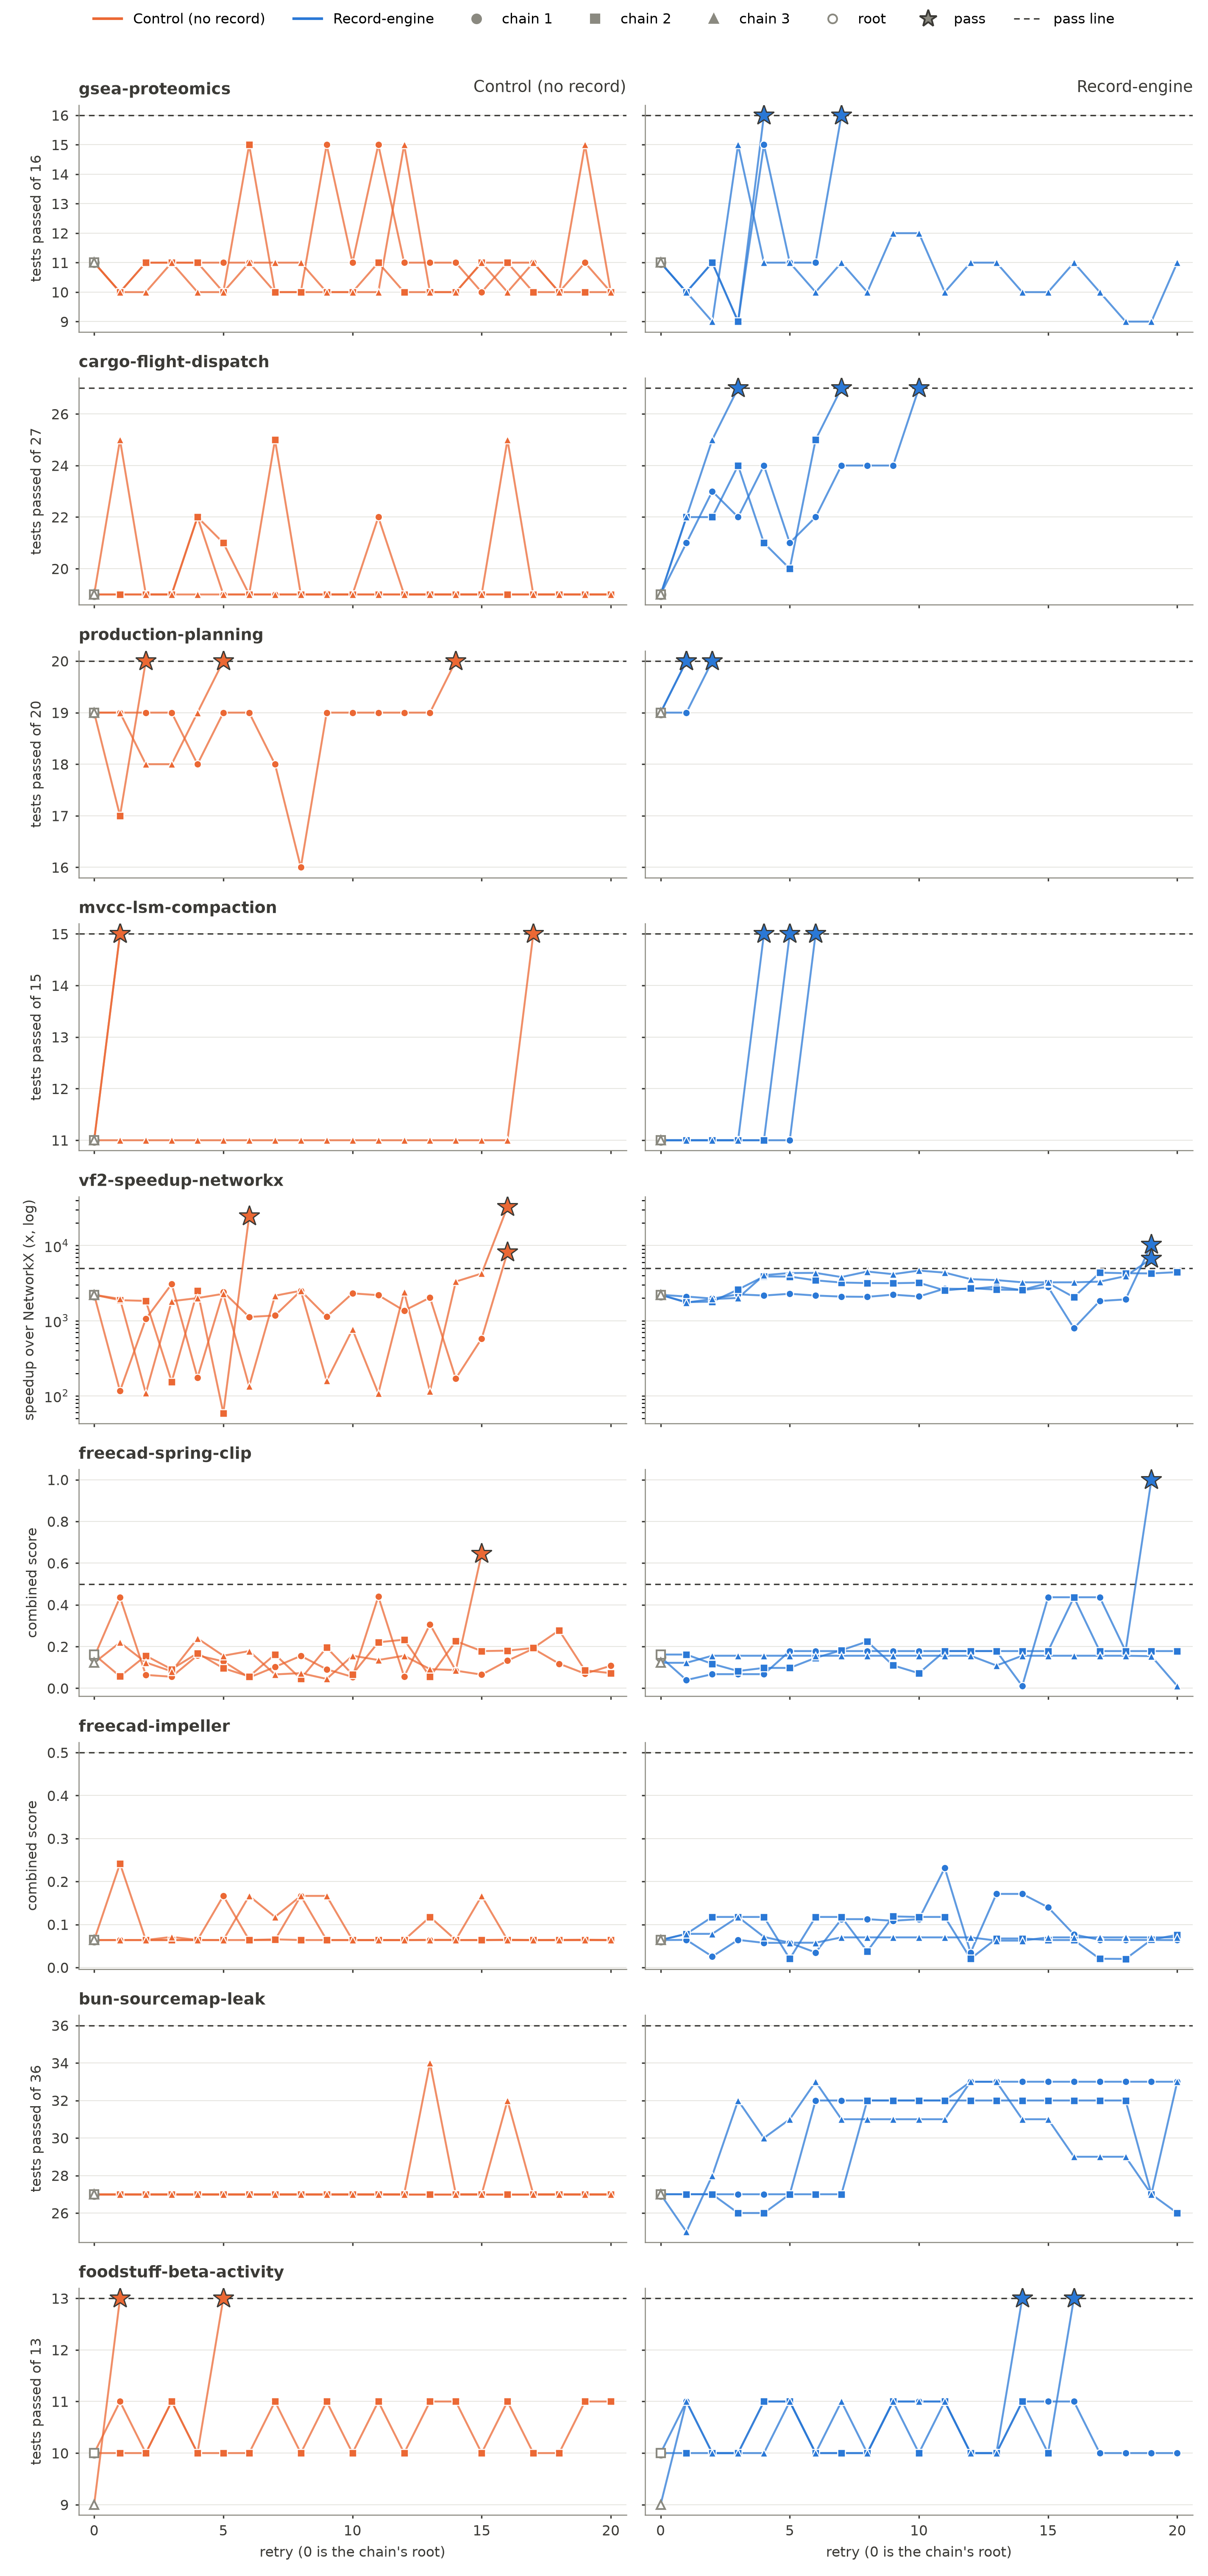 Control (no record) Record-engine chain 1 chain 2 chain 3 root pass pass line
gsea-proteomics Control (no record) Record-engine
tests passed of 16
16
15
14
13
12
11
10
9
cargo-flight-dispatch
tests passed of 27
26
24
22
20
production-planning
tests passed of 20
20
19
18
17
16
mvcc-lsm-compaction
tests passed of 15
15
14
13
12
11
vf2-speedup-networkx
speedup over NetworkX (x, log)
10⁴
10³
10²
freecad-spring-clip
combined score
1.0
0.8
0.6
0.4
0.2
0.0
freecad-impeller
combined score
0.5
0.4
0.3
0.2
0.1
0.0
bun-sourcemap-leak
tests passed of 36
36
34
32
30
28
26
foodstuff-beta-activity
tests passed of 13
13
12
11
10
9
0 5 10 15 20 0 5 10 15 20
retry (0 is the chain's root) retry (0 is the chain's root)